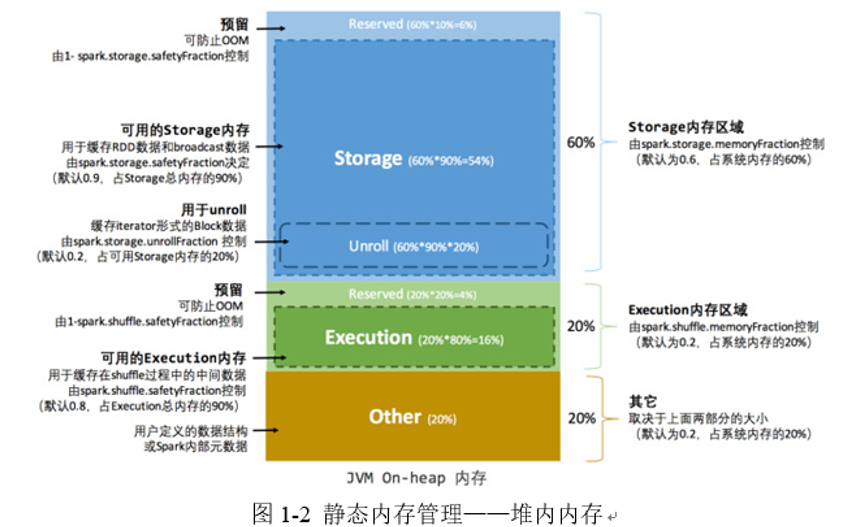 预留
可防止OOM
由1- spark.storage.safetyFraction控制
可用的Storage内存
用于缓存RDD数据和broadcast数据
由spark.storage.safetyFraction决定
（默认0.9，占Storage总内存的90%）
用于unroll
缓存iterator形式的Block数据
由spark.storage.unrollFraction 控制
（默认0.2，占可用Storage内存的20%）
预留
可防止OOM
由1-spark.shuffle.safetyFraction控制
可用的Execution内存
用于缓存在shuffle过程中的中间数据
由spark.shuffle.safetyFraction控制
（默认0.8，占Execution总内存的90%）
用户定义的数据结构
或Spark内部元数据
Reserved (60%*10%=6%)
Storage (60%*90%=54%)
Unroll (60%*90%*20%)
Reserved (20%*20%=4%)
Execution (20%*80%=16%)
Other (20%)
60%
20%
20%
Storage内存区域
由spark.storage.memoryFraction控制
（默认为0.6，占系统内存的60%）
Execution内存区域
由spark.shuffle.memoryFraction控制
（默认为0.2，占系统内存的20%）
其它
取决于上面两部分的大小
（默认为0.2，占系统内存的20%）
JVM On-heap 内存
图 1-2 静态内存管理——堆内内存